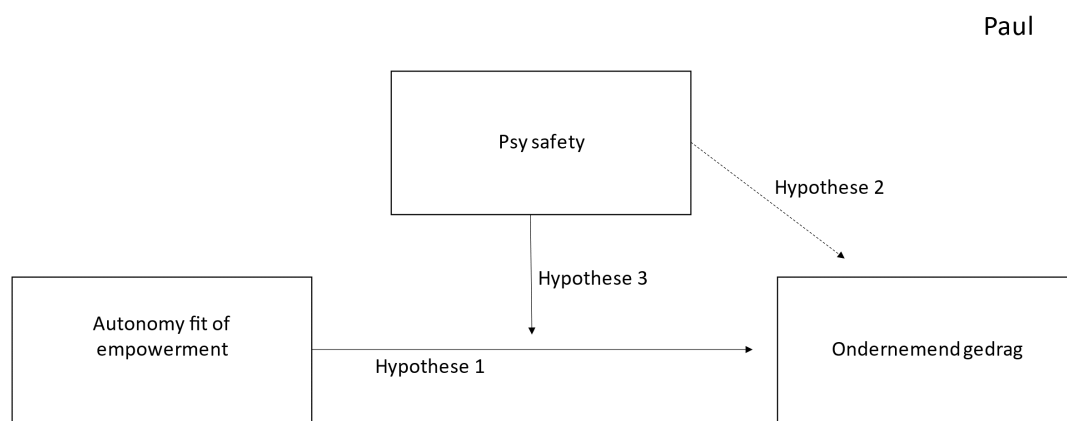 Paul
Psy safety
Hypothese 2
Hypothese 3
Autonomy fit of
empowerment
Hypothese 1
Ondernemend gedrag